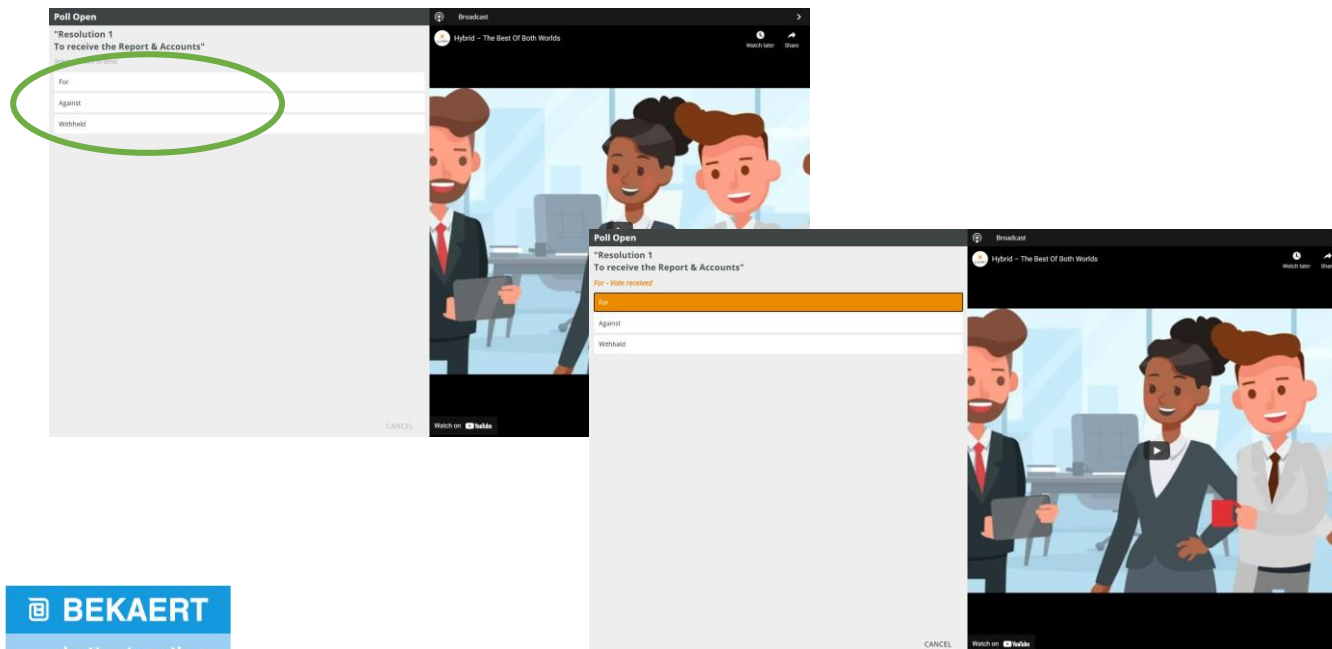 Poll Open
"Resolution 1
To receive the Report & Accounts"
For
Against
Withheld
CANCEL
Broadcast
Hybrid – The Best Of Both Worlds
Watch later
Share
Watch on YouTube
Poll Open
"Resolution 1
To receive the Report & Accounts"
For - Vote received
For
Against
Withheld
CANCEL
Broadcast
Hybrid – The Best Of Both Worlds
Watch later
Watch on YouTube
BEKAERT